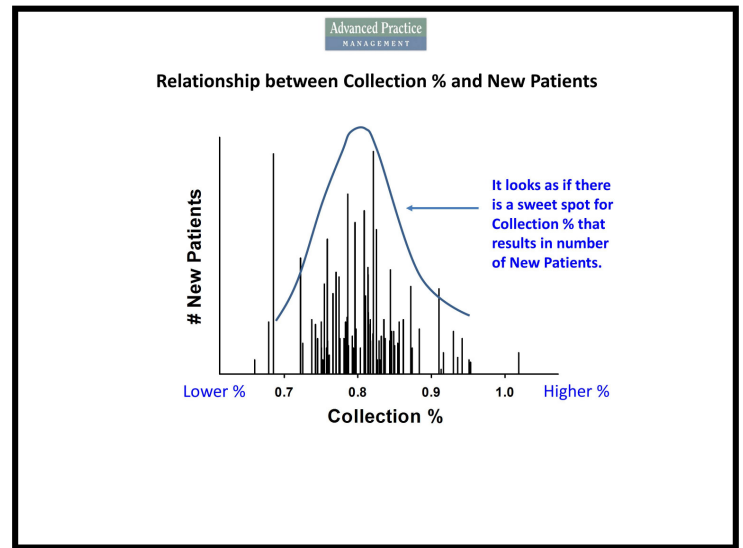 Advanced Practice
MANAGEMENT
Relationship between Collection % and New Patients
It looks as if there
is a sweet spot for
Collection % that
results in number
of New Patients.
# New Patients
Lower %
0.7
0.8
0.9
1.0
Higher %
Collection %